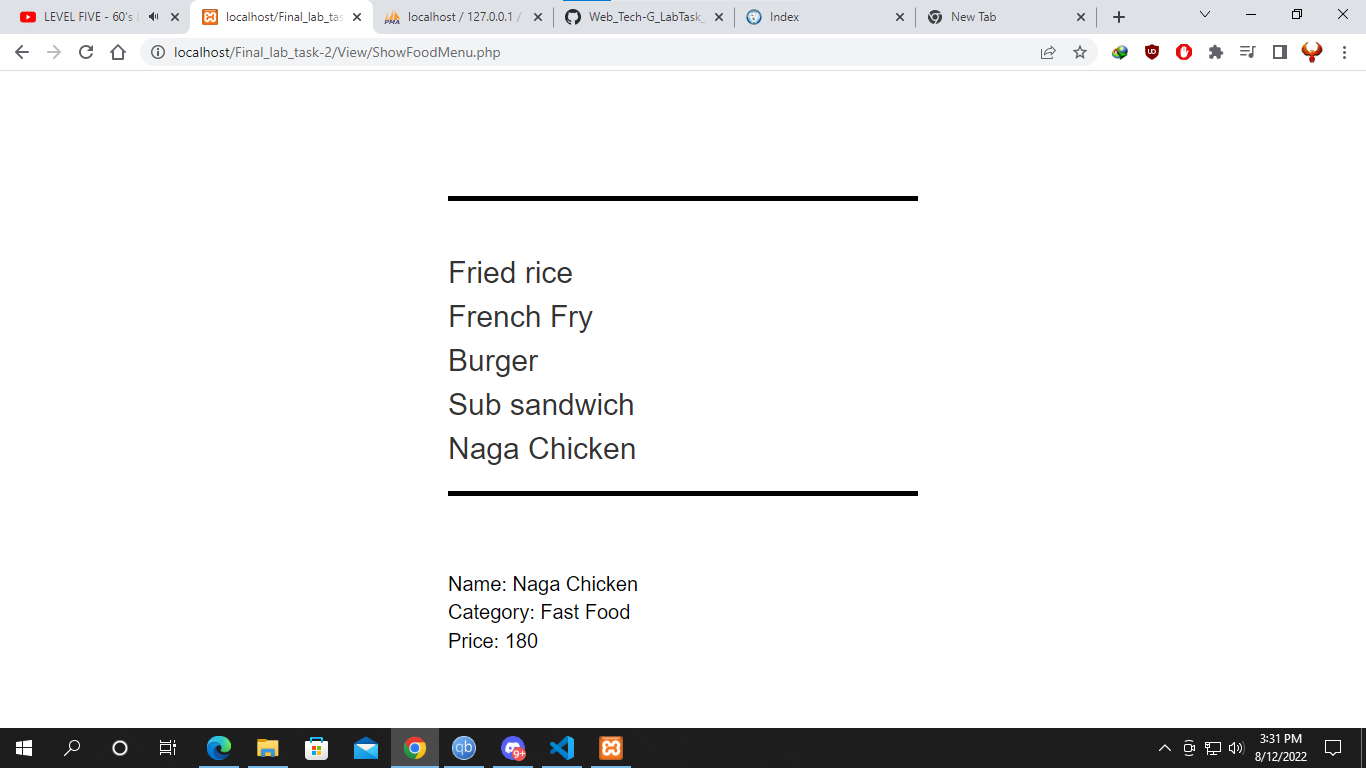 LEVEL FIVE - 60's
localhost/Final_lab_tas
localhost / 127.0.0.1 /
Web_Tech-G_LabTask_
Index
New Tab
localhost/Final_lab_task-2/View/ShowFoodMenu.php
Fried rice
French Fry
Burger
Sub sandwich
Naga Chicken
Name: Naga Chicken
Category: Fast Food
Price: 180
qb
9+
3:31 PM
8/12/2022